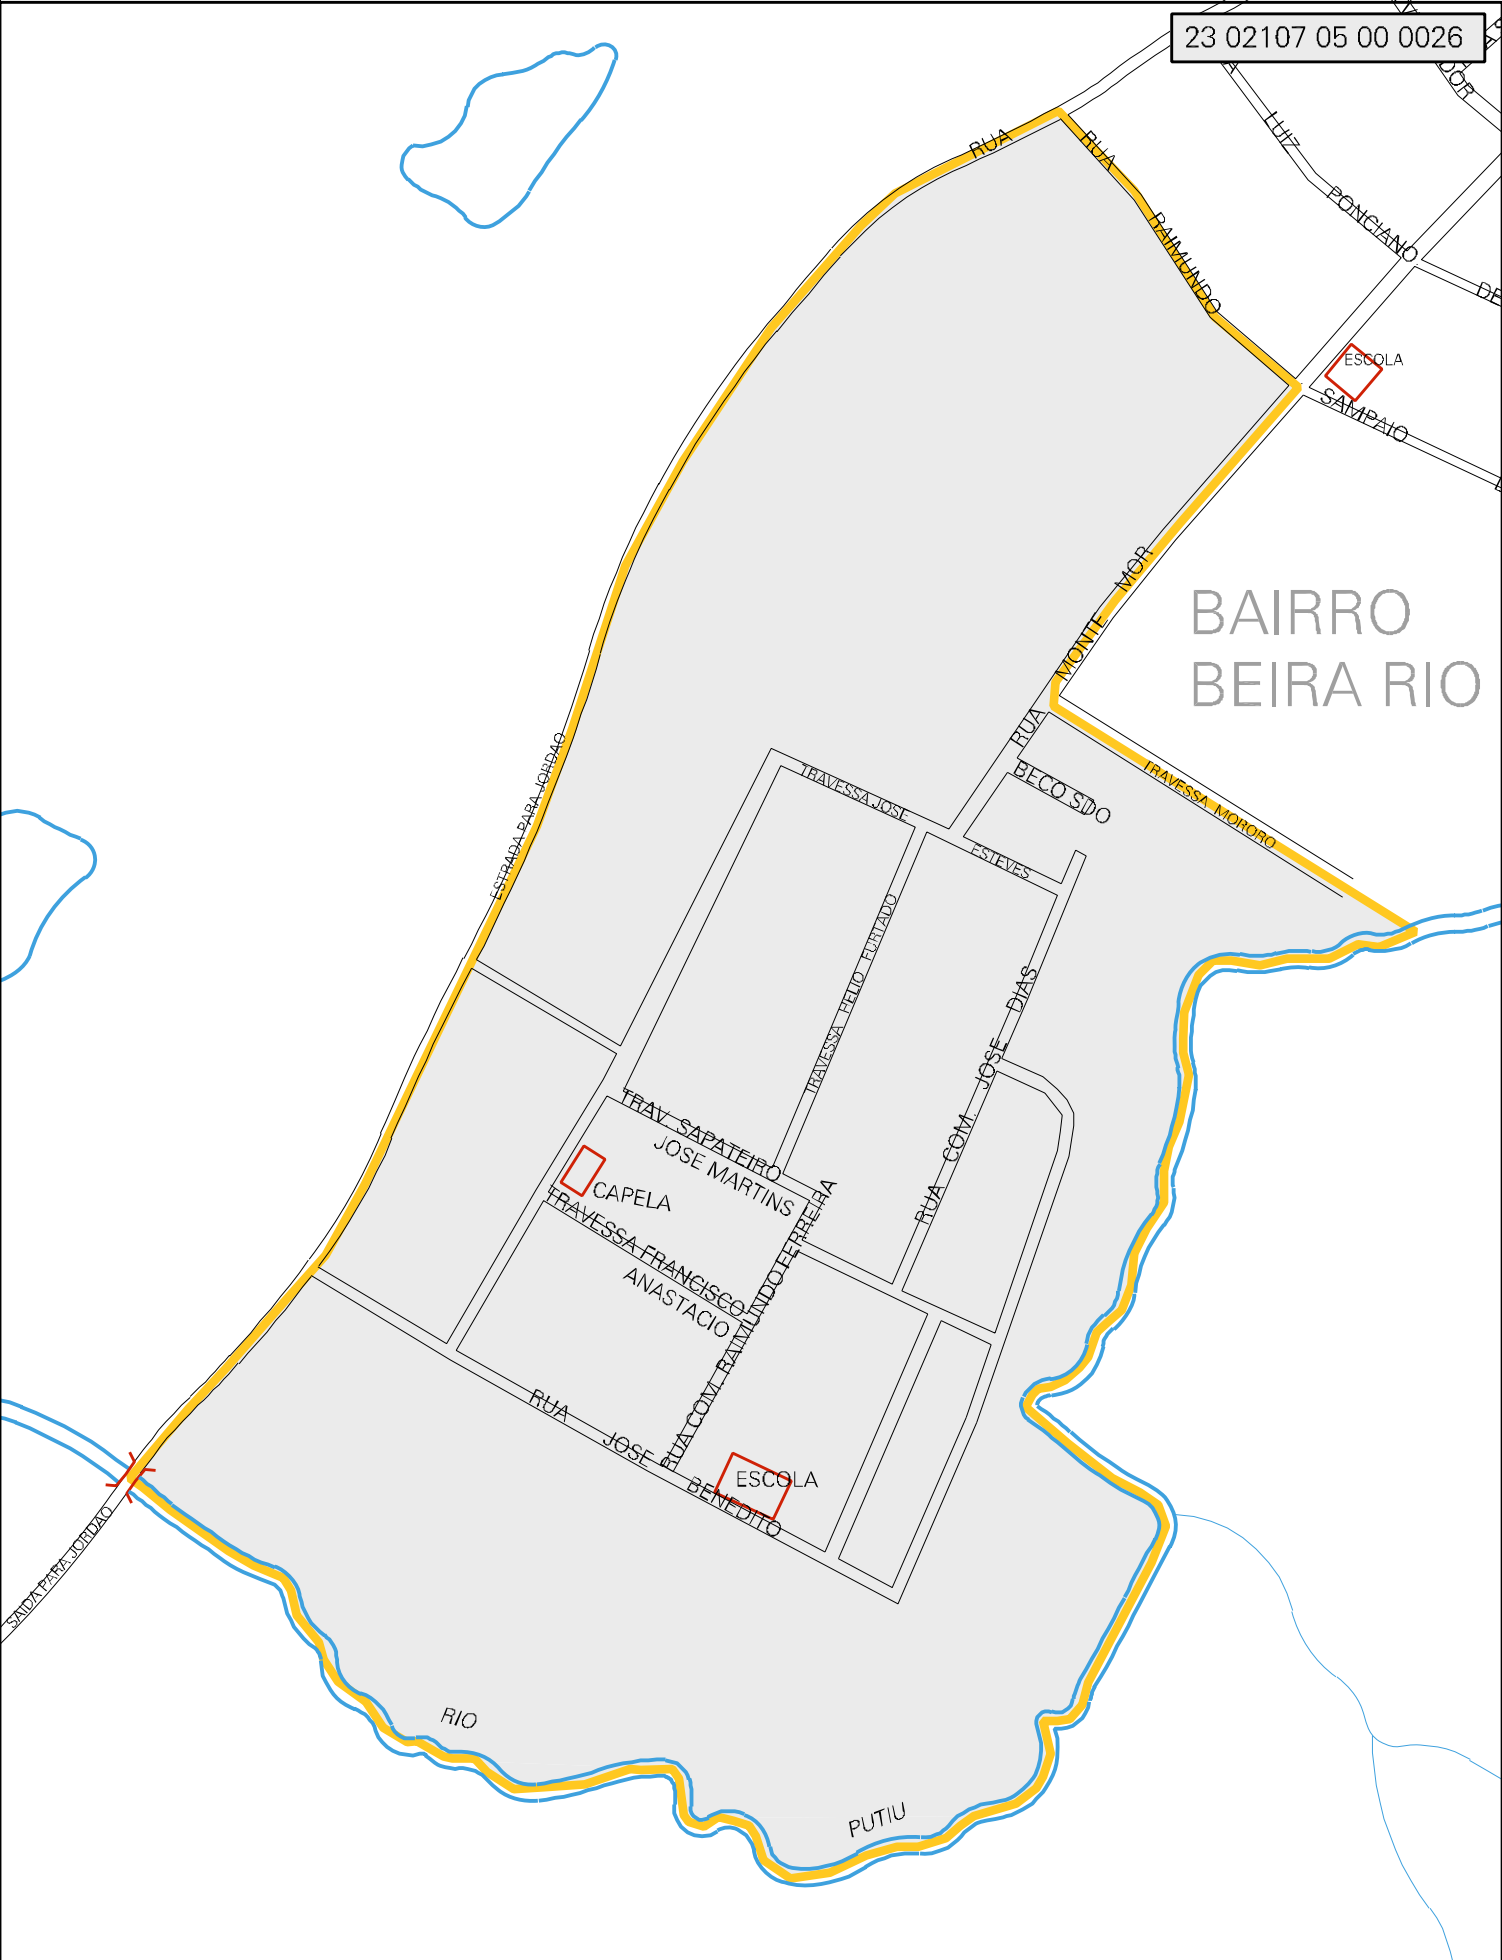 23 02107 05 00 0026
DOR
LUIZ
RUA
RUA
PONCIANO
RAIMUNDO
DE
ESCOLA
SAMPAIO
MONTE MOR
BAIRRO
BEIRA RIO
RUA
BECO SDO
TRAVESSA MORORO
TRAVESSA JOSE
ESTEVES
ESTRADA PARA JORDAO
TRAVESSA PELIO FURTADO
RUA COM. JOSE DIAS
TRAV. SAPATEIRO
JOSE MARTINS
CAPELA
TRAVESSA FRANCISCO
ANASTACIO
RUA COM. RAIMUNDO FERREIRA
RUA JOSE BENEDITO
ESCOLA
SAIDA PARA JORDAO
RIO
PUTIU